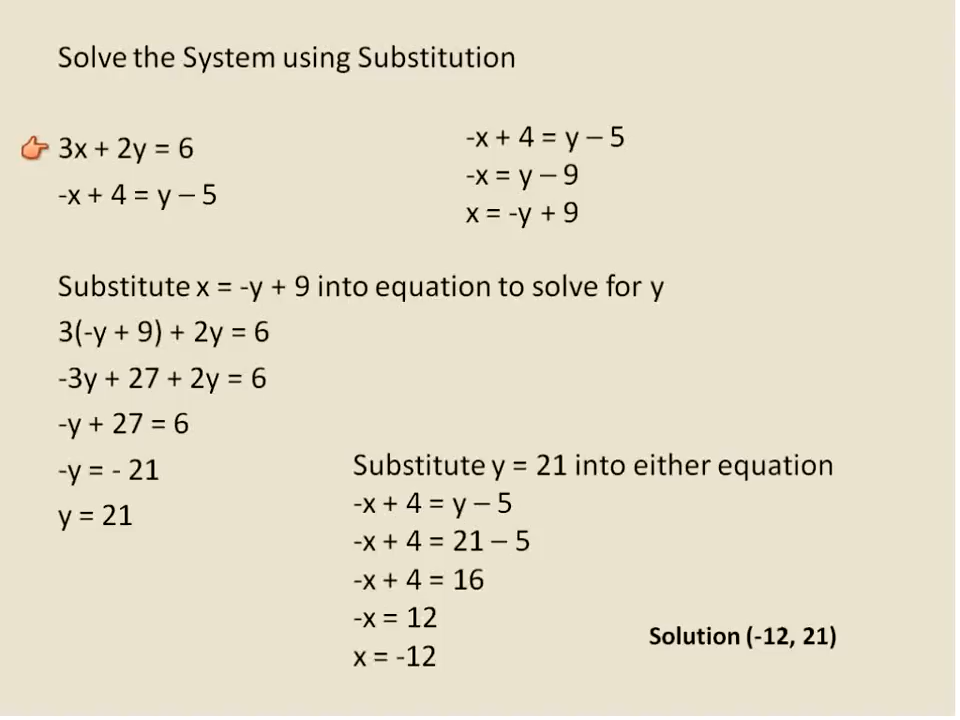 Solve the System using Substitution
3x + 2y = 6
-x + 4 = y – 5
-x + 4 = y – 5
-x = y – 9
x = -y + 9
Substitute x = -y + 9 into equation to solve for y
3(-y + 9) + 2y = 6
-3y + 27 + 2y = 6
-y + 27 = 6
-y = - 21
y = 21
Substitute y = 21 into either equation
-x + 4 = y – 5
-x + 4 = 21 – 5
-x + 4 = 16
-x = 12
x = -12
Solution (-12, 21)